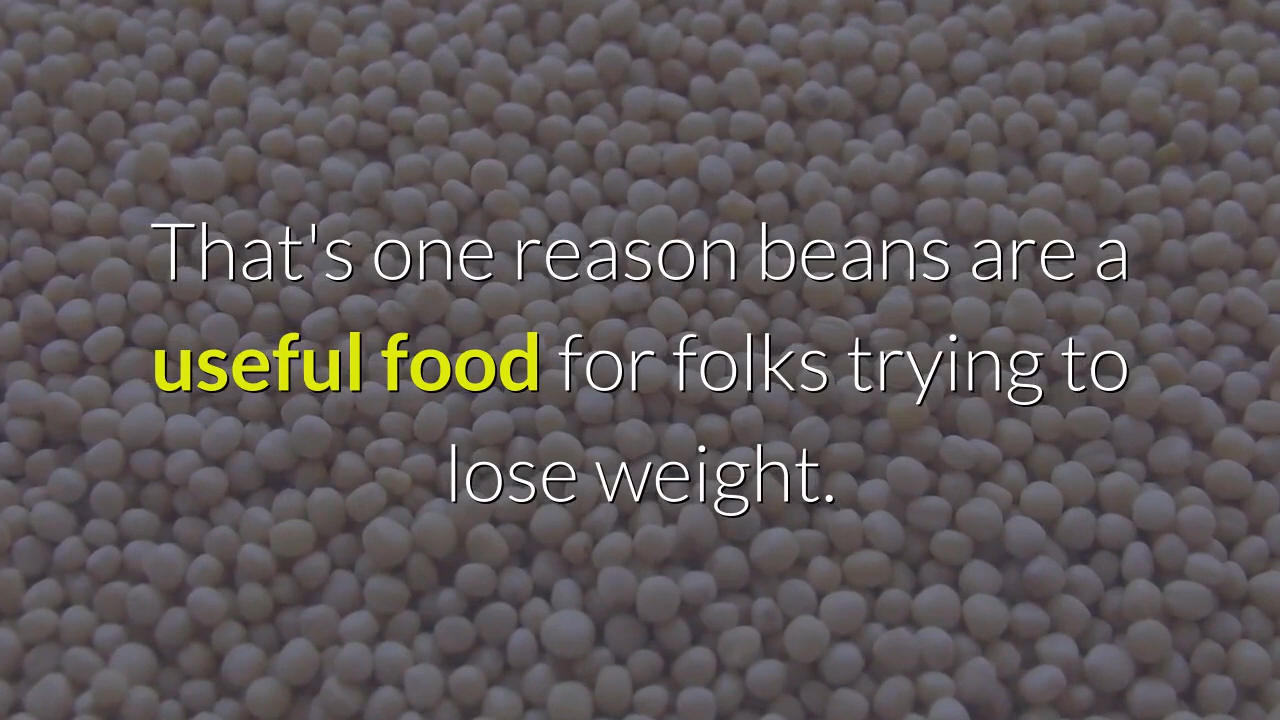 That's one reason beans are a
useful food for folks trying to
lose weight.